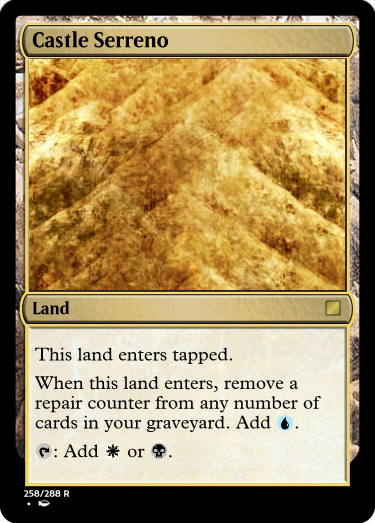 Castle Serreno
Land
This land enters tapped.
When this land enters, remove a
repair counter from any number of
cards in your graveyard. Add .
: Add or .
258/288 R